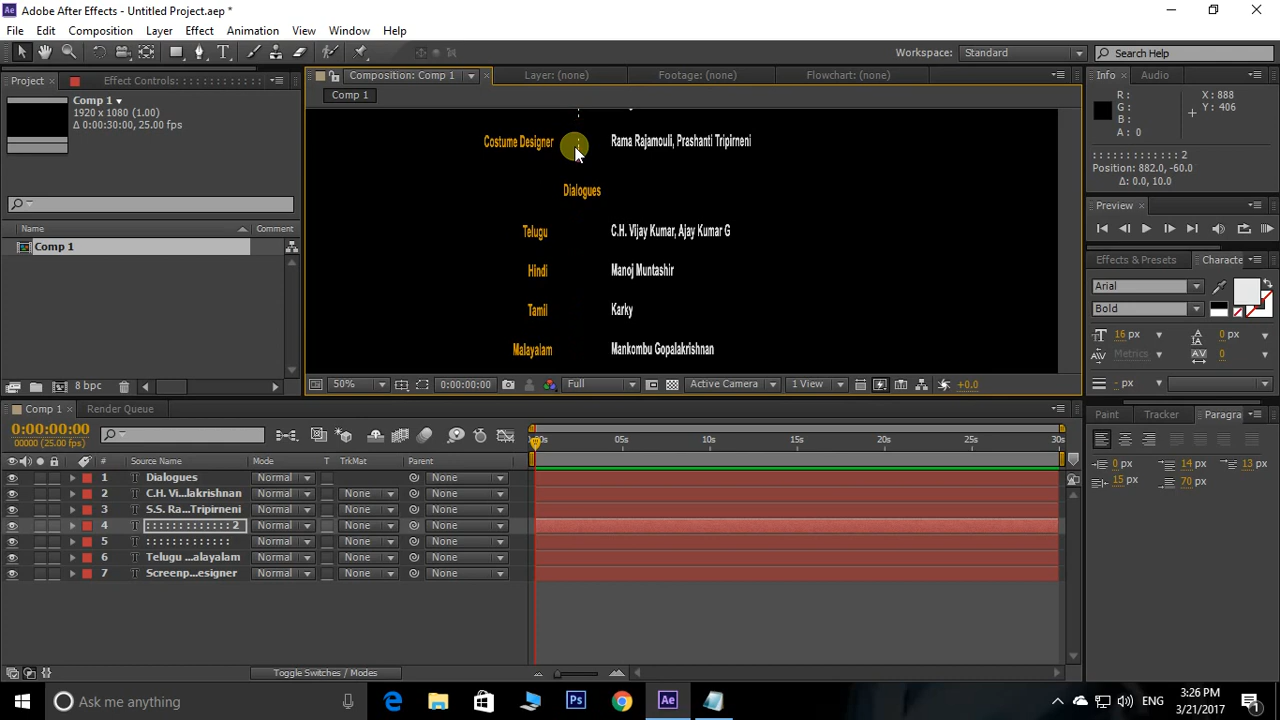 Adobe After Effects - Untitled Project.aep *
File Edit Composition Layer Effect Animation View Window Help
Workspace: Standard Search Help
Project Effect Controls: : : : : : : : : : : :
Composition: Comp 1 Layer: (none) Footage: (none) Flowchart: (none)
Info Audio
Comp 1
1920 x 1080 (1.00)
Δ 0:00:30:00, 25.00 fps
Comp 1
R :
G :
B :
A : 0
X : 888
Y : 406
: : : : : : : : : : : : : 2
Position: 882.0, -60.0
Δ: 0.0, 10.0
Costume Designer Rama Rajamouli, Prashanti Tripirneni
Dialogues
Telugu C.H. Vijay Kumar, Ajay Kumar G
Hindi Manoj Muntashir
Tamil Karky
Malayalam Mankombu Gopalakrishnan
Preview
Name Comment
Comp 1
Effects & Presets Characte
Arial
Bold
16 px 0 px
Metrics 0
- px
8 bpc
50% 0:00:00:00 Full Active Camera 1 View +0.0
Comp 1 Render Queue
Paint Tracker Paragra
0:00:00:00
00000 (25.00 fps)
:00s 05s 10s 15s 20s 25s 30s
# Source Name Mode T TrkMat Parent
0 px 14 px 13 px
15 px 70 px
1 T Dialogues Normal None
2 T C.H. Vi...lakrishnan Normal None None
3 T S.S. Ra...Tripirneni Normal None None
4 T : : : : : : : : : : : : : 2 Normal None None
5 T : : : : : : : : : : : : : Normal None None
6 T Telugu ...alayalam Normal None None
7 T Screenp...esigner Normal None None
Toggle Switches / Modes
Ask me anything
Ps
Ae
ENG
3:26 PM
3/21/2017